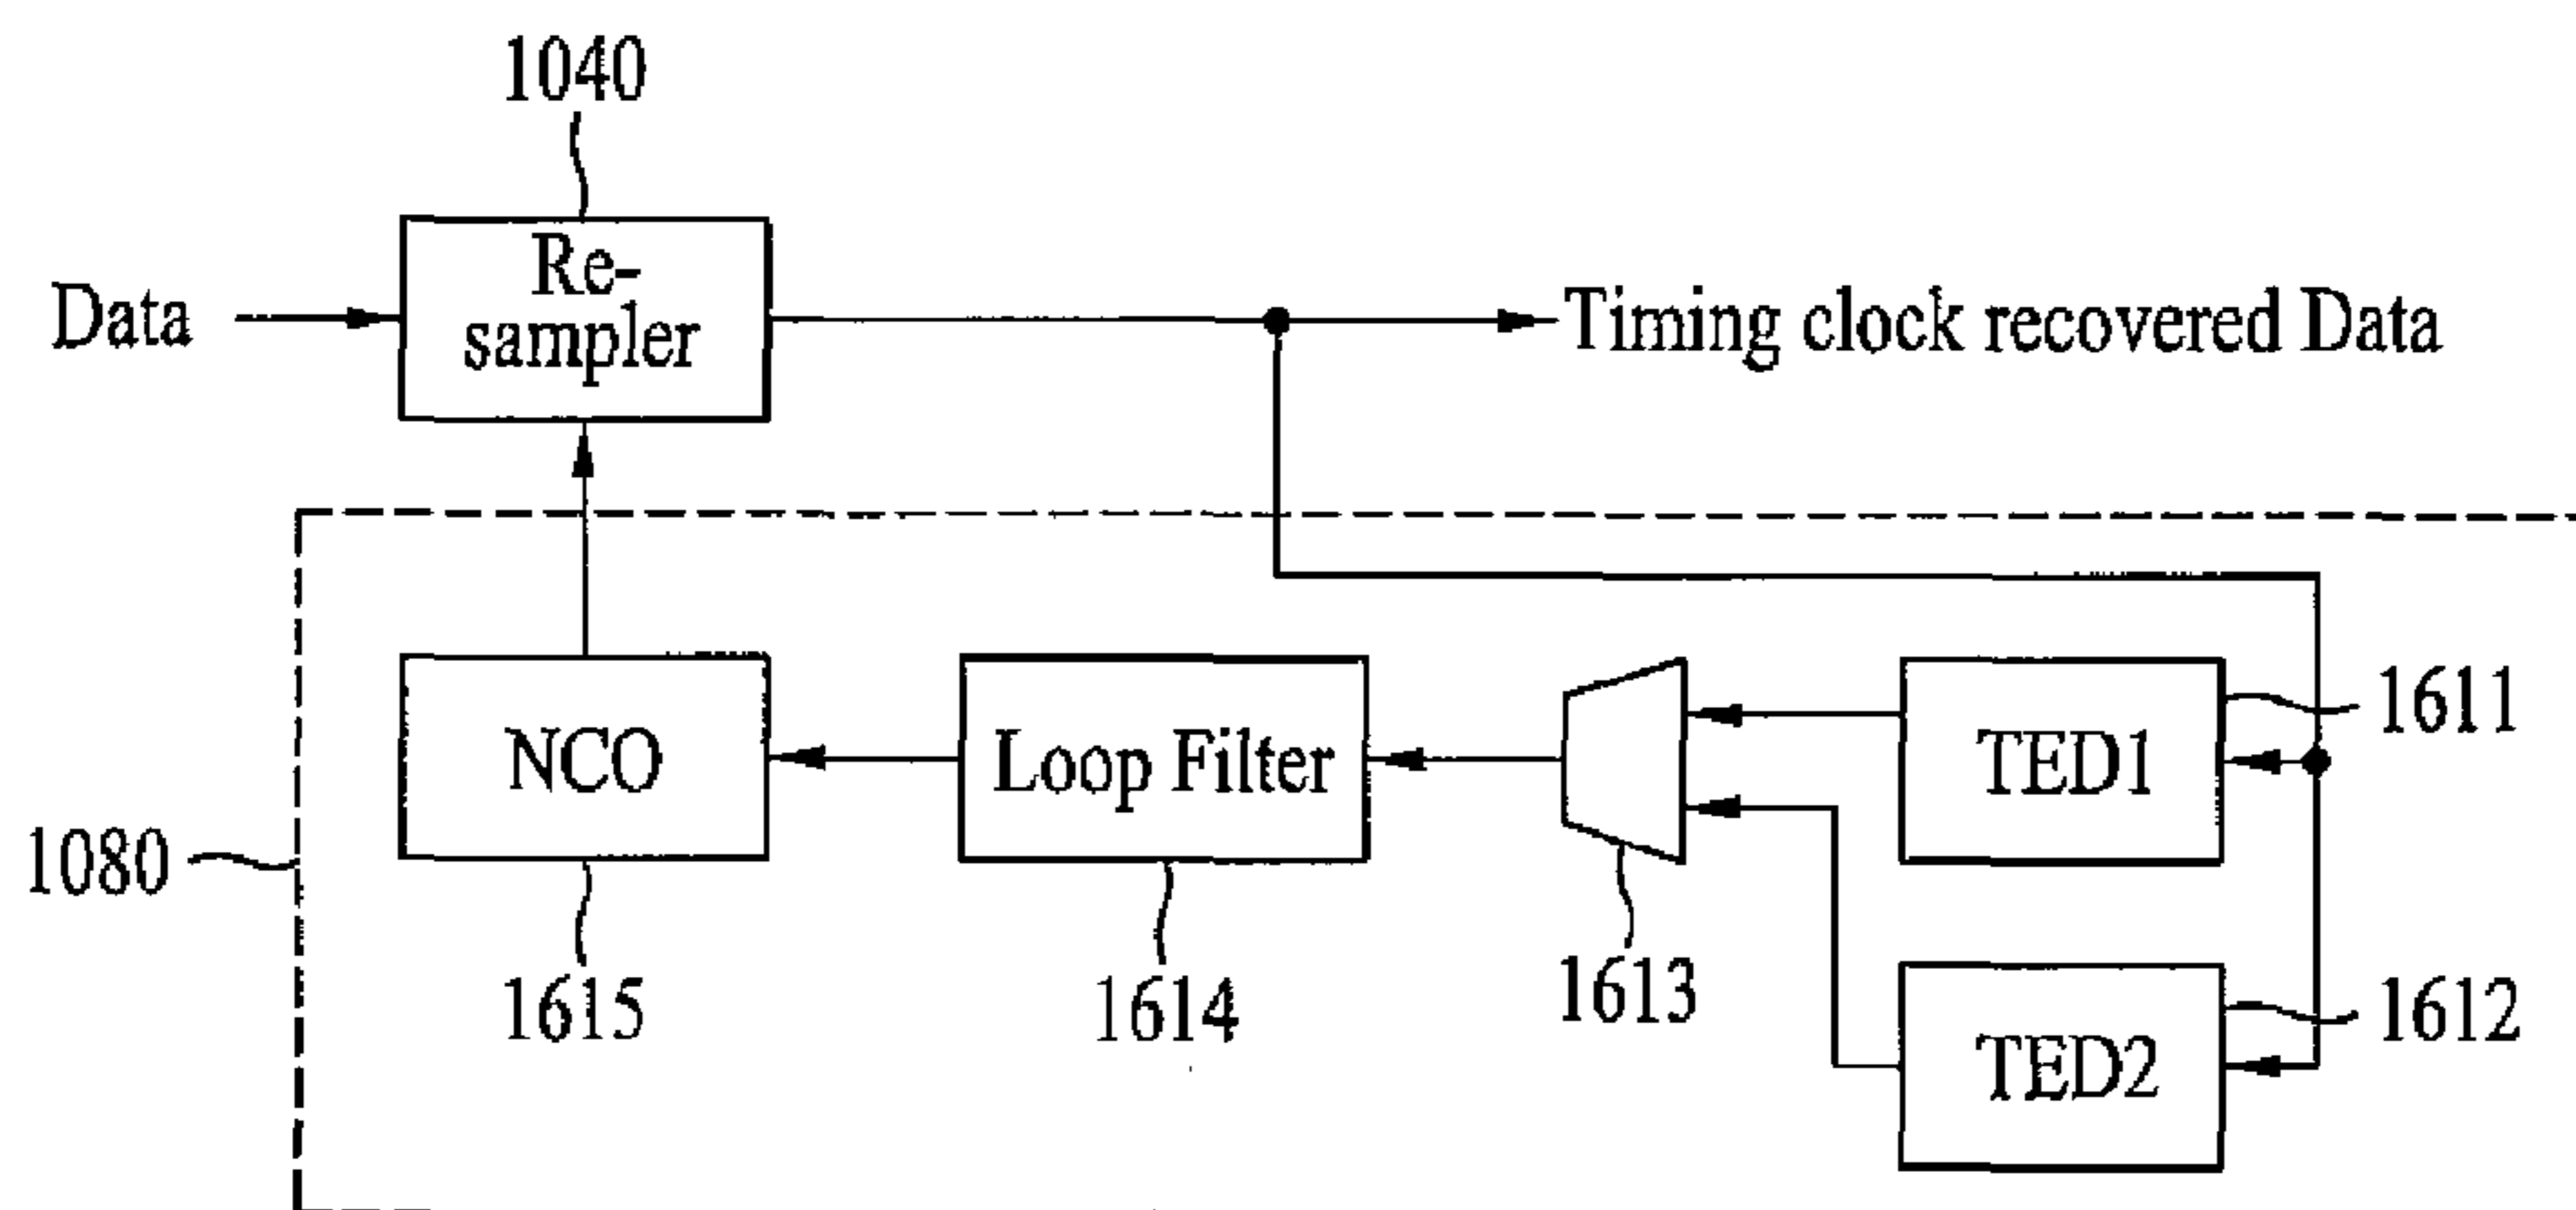 1040
Re-
sampler
Data
Timing clock recovered Data
NCO
Loop Filter
TED1
1611
1080
1615
1614
1613
TED2
1612